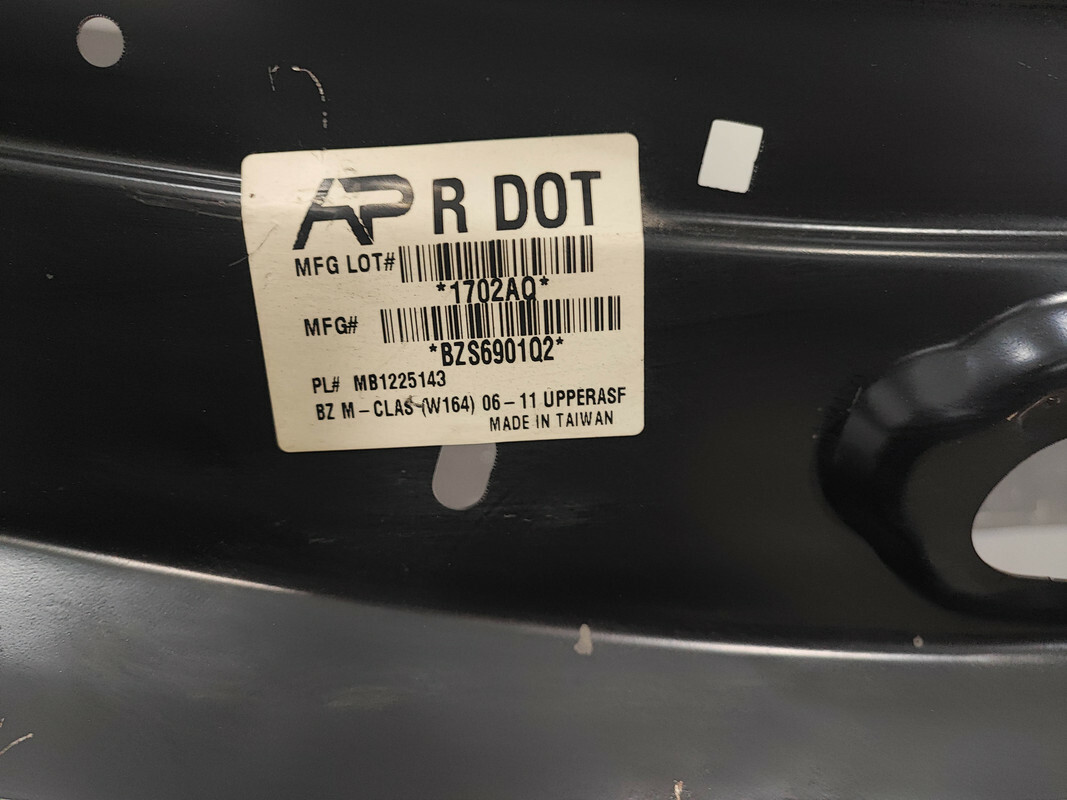 AP R DOT
MFG LOT#
*1702AQ*
MFG#
*BZS6901Q2*
PL# MB1225143
BZ M-CLAS (W164) 06-11 UPPERASF
MADE IN TAIWAN